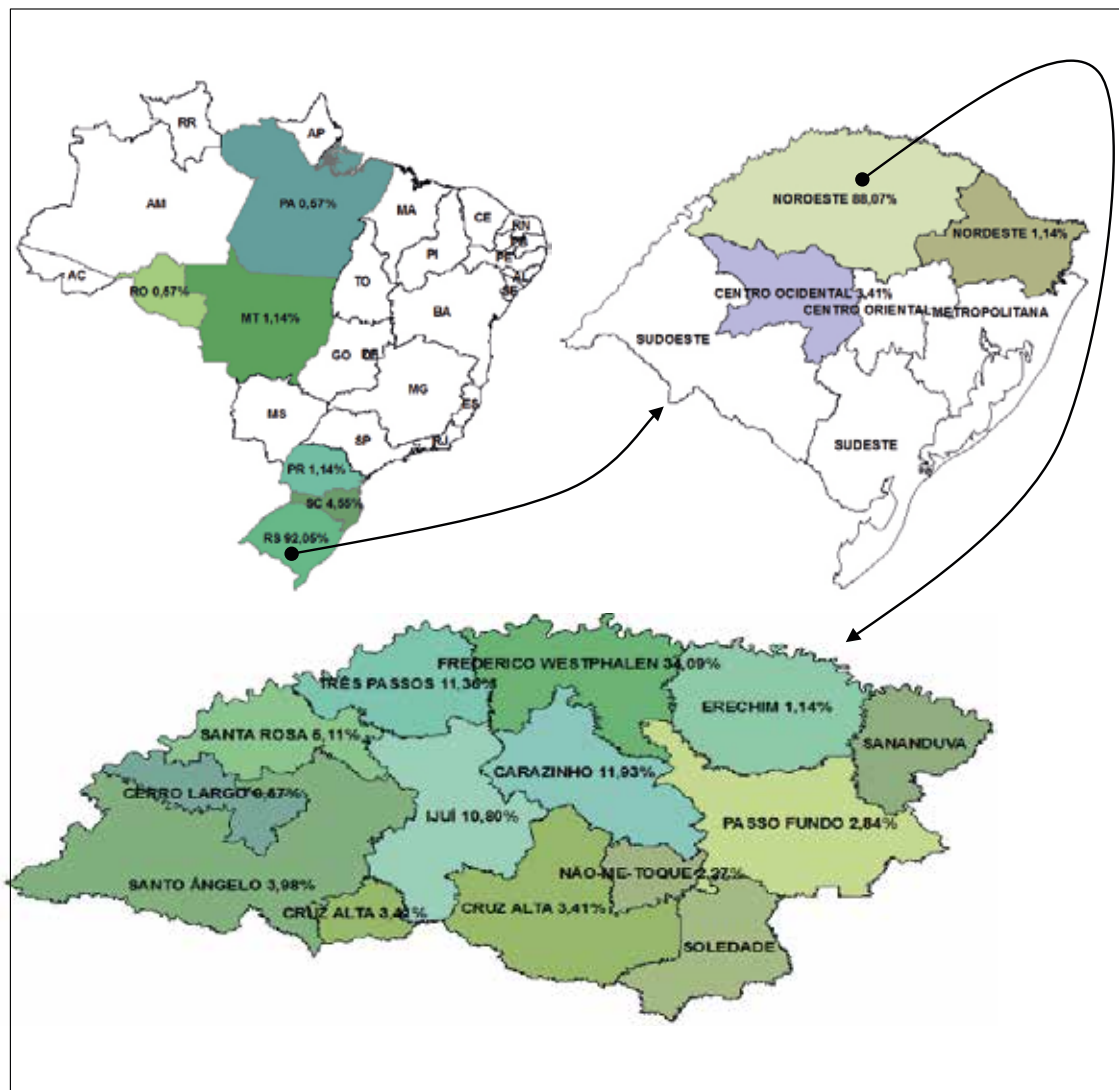 RR
AP
AM
PA 0,57%
MA
CE
RN
PB
PE
AL
SE
PI
AC
RO 0,57%
TO
BA
MT 1,14%
GO
DF
MG
ES
MS
SP
RJ
PR 1,14%
SC 4,55%
RS 92,05%
NOROESTE 88,07%
NORDESTE 1,14%
CENTRO OCIDENTAL 3,41%
CENTRO ORIENTAL
METROPOLITANA
SUDOESTE
SUDESTE
FREDERICO WESTPHALEN 34,09%
TRÊS PASSOS 11,36%
ERECHIM 1,14%
SANTA ROSA 5,11%
SANANDUVA
CARAZINHO 11,93%
CERRO LARGO 0,57%
IJUÍ 10,80%
PASSO FUNDO 2,84%
NÃO-ME-TOQUE 2,27%
SANTO ÂNGELO 3,98%
CRUZ ALTA 3,41%
CRUZ ALTA 3,41%
SOLEDADE